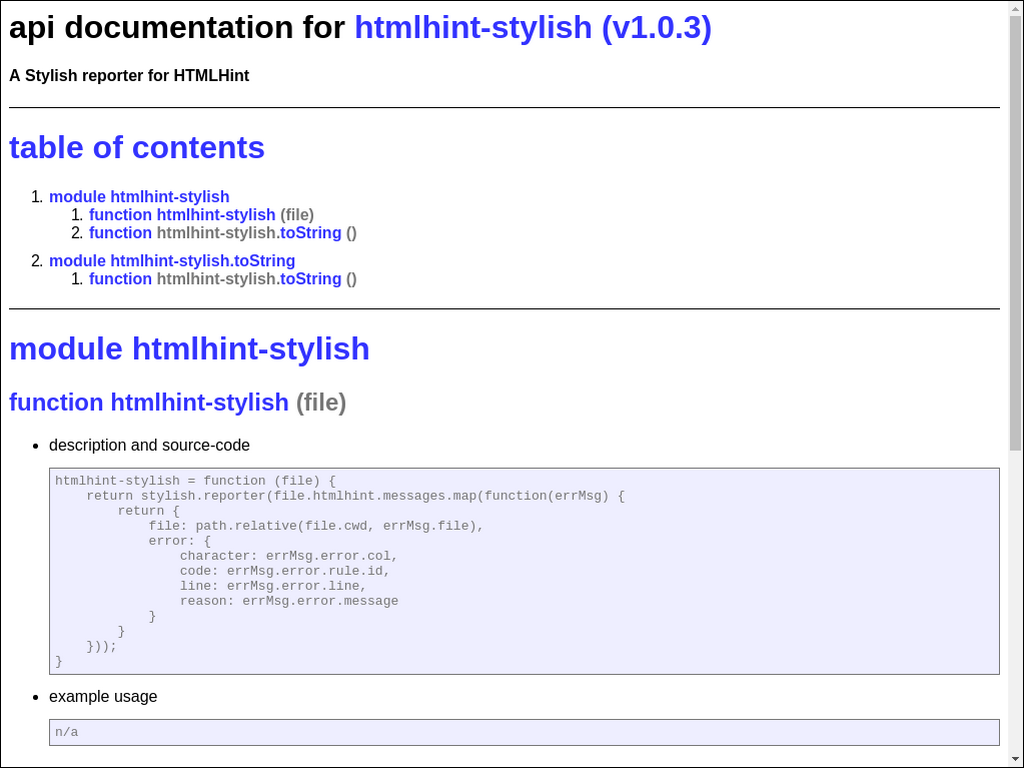 api documentation for htmlhint-stylish (v1.0.3)
A Stylish reporter for HTMLHint
table of contents
1. module htmlhint-stylish
1. function htmlhint-stylish (file)
2. function htmlhint-stylish.toString ()
2. module htmlhint-stylish.toString
1. function htmlhint-stylish.toString ()
module htmlhint-stylish
function htmlhint-stylish (file)
• description and source-code
htmlhint-stylish = function (file) {
    return stylish.reporter(file.htmlhint.messages.map(function(errMsg) {
        return {
            file: path.relative(file.cwd, errMsg.file),
            error: {
                character: errMsg.error.col,
                code: errMsg.error.rule.id,
                line: errMsg.error.line,
                reason: errMsg.error.message
            }
        }
    }));
}
• example usage
n/a